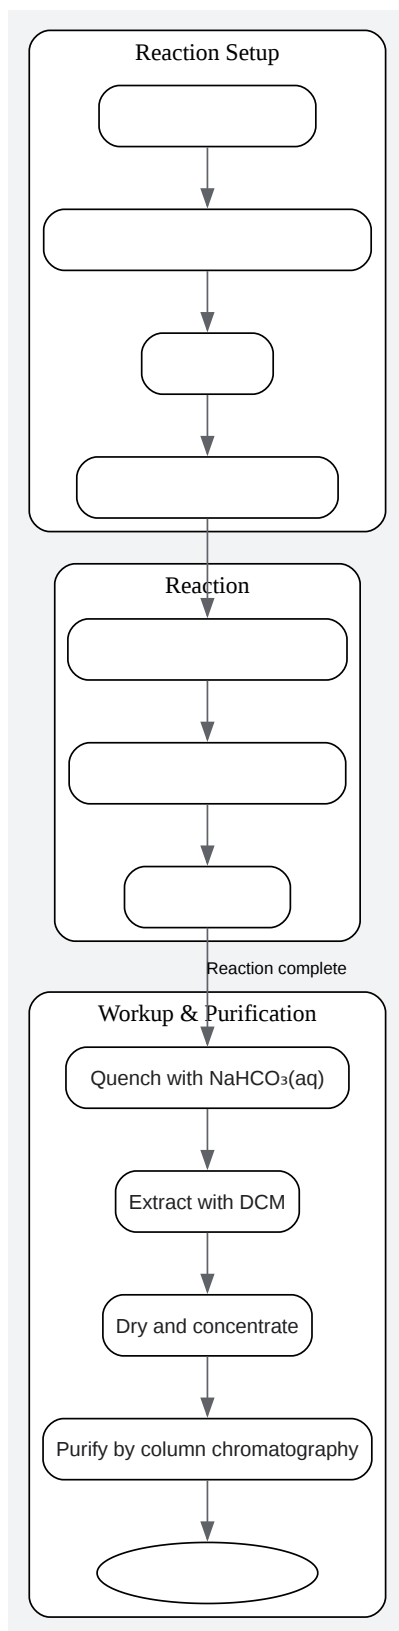 Reaction Setup
Reaction
Reaction complete
Workup & Purification
Quench with NaHCO₃(aq)
Extract with DCM
Dry and concentrate
Purify by column chromatography